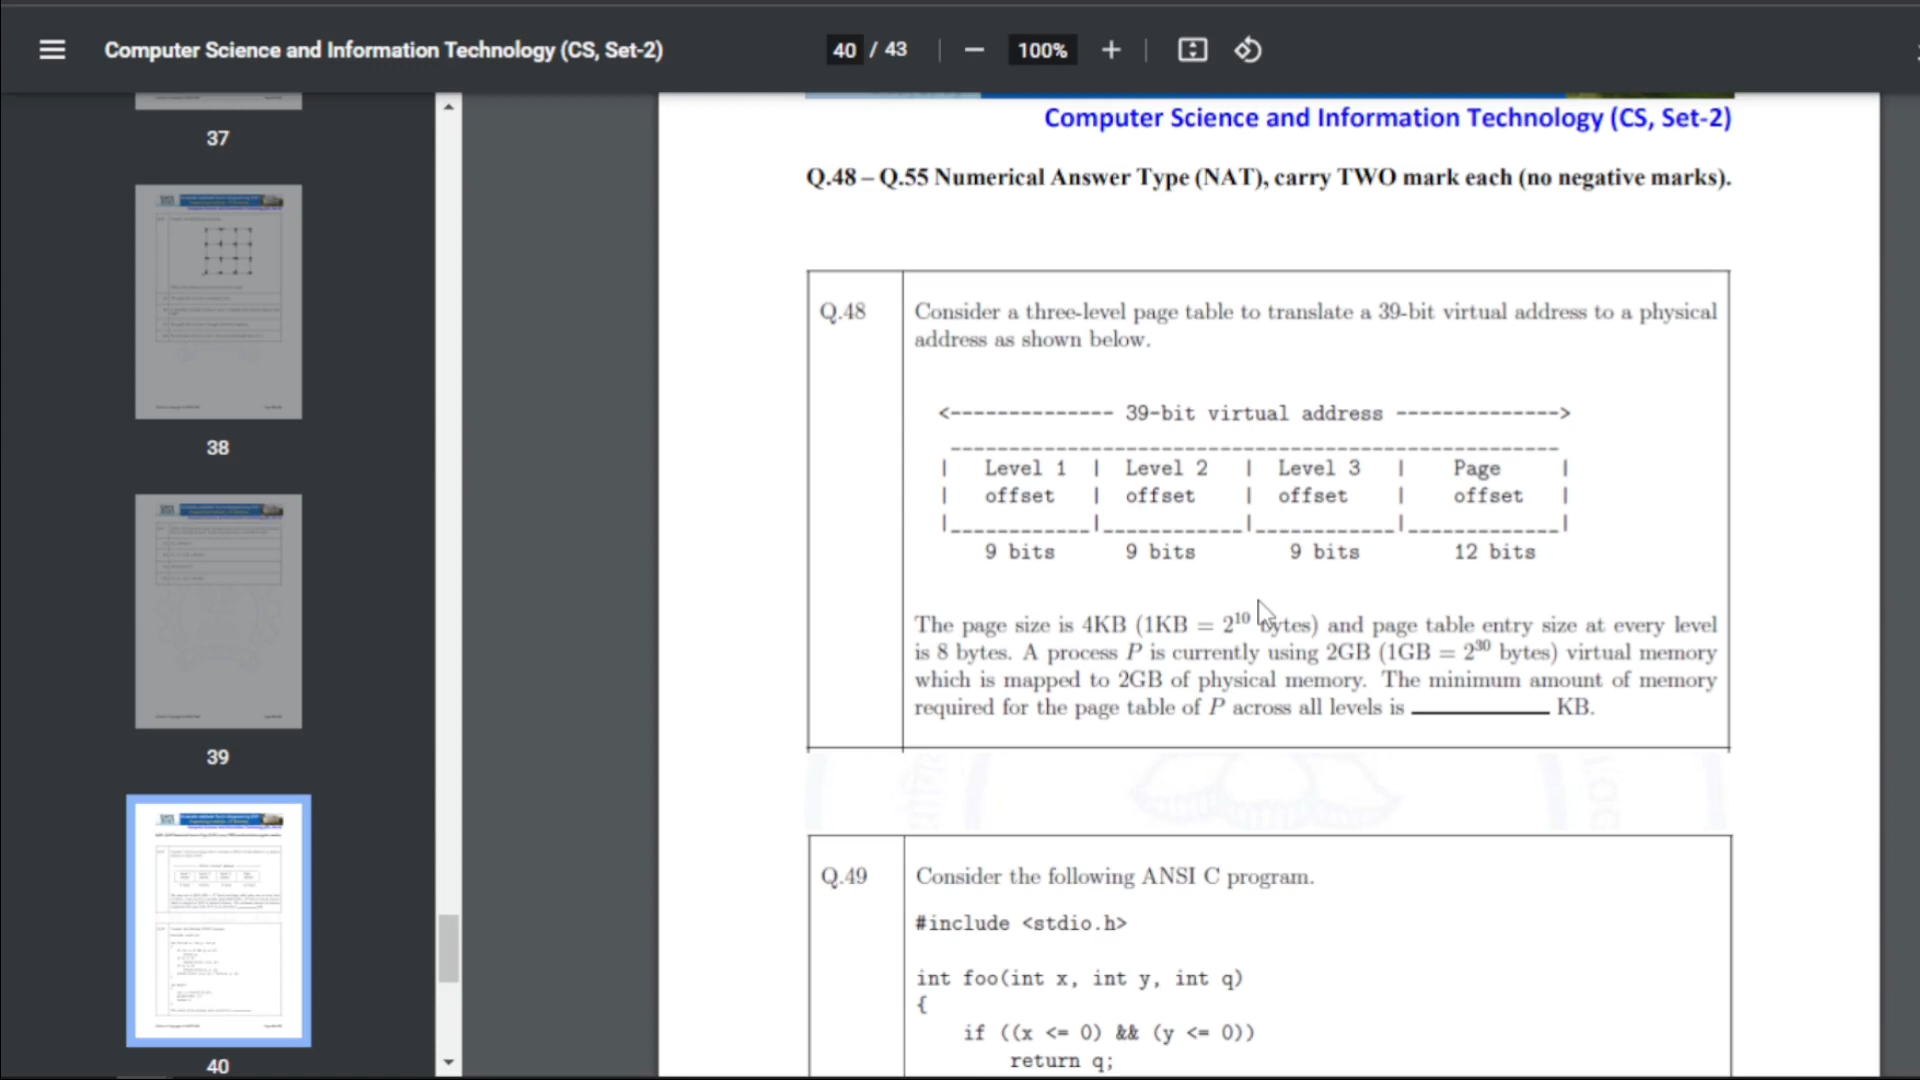 Computer Science and Information Technology (CS, Set-2)
40 / 43
100%
37
38
39
40
Computer Science and Information Technology (CS, Set-2)
Q.48 – Q.55 Numerical Answer Type (NAT), carry TWO mark each (no negative marks).
Q.48
Consider a three-level page table to translate a 39-bit virtual address to a physical
address as shown below.
<-------------- 39-bit virtual address -------------->
| Level 1 | Level 2 | Level 3 | Page |
| offset | offset | offset | offset |
|____________|____________|____________|_____________|
9 bits 9 bits 9 bits 12 bits
The page size is 4KB (1KB = 2¹⁰ bytes) and page table entry size at every level
is 8 bytes. A process P is currently using 2GB (1GB = 2³⁰ bytes) virtual memory
which is mapped to 2GB of physical memory. The minimum amount of memory
required for the page table of P across all levels is ____________ KB.
Q.49
Consider the following ANSI C program.
#include <stdio.h>
int foo(int x, int y, int q)
{
if ((x <= 0) && (y <= 0))
return q;